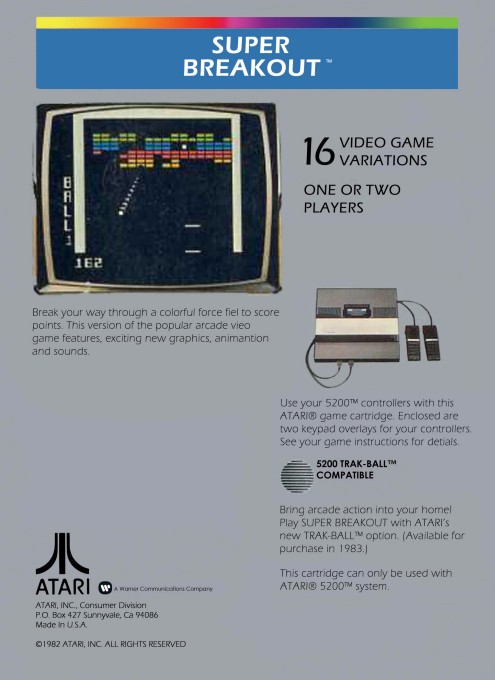 SUPER
BREAKOUT™
16 VIDEO GAME
VARIATIONS
ONE OR TWO
PLAYERS
BALL 1
162
Break your way through a colorful force fiel to score
points. This version of the popular arcade vieo
game features, exciting new graphics, animantion
and sounds.
Use your 5200™ controllers with this
ATARI® game cartridge. Enclosed are
two keypad overlays for your controllers.
See your game instructions for detials.
5200 TRAK-BALL™
COMPATIBLE
Bring arcade action into your home!
Play SUPER BREAKOUT with ATARI's
new TRAK-BALL™ option. (Available for
purchase in 1983.)
This cartridge can only be used with
ATARI® 5200™ system.
ATARI A Warner Communications Company
ATARI, INC., Consumer Division
P.O. Box 427 Sunnyvale, Ca 94086
Made In U.S.A.
©1982 ATARI, INC. ALL RIGHTS RESERVED